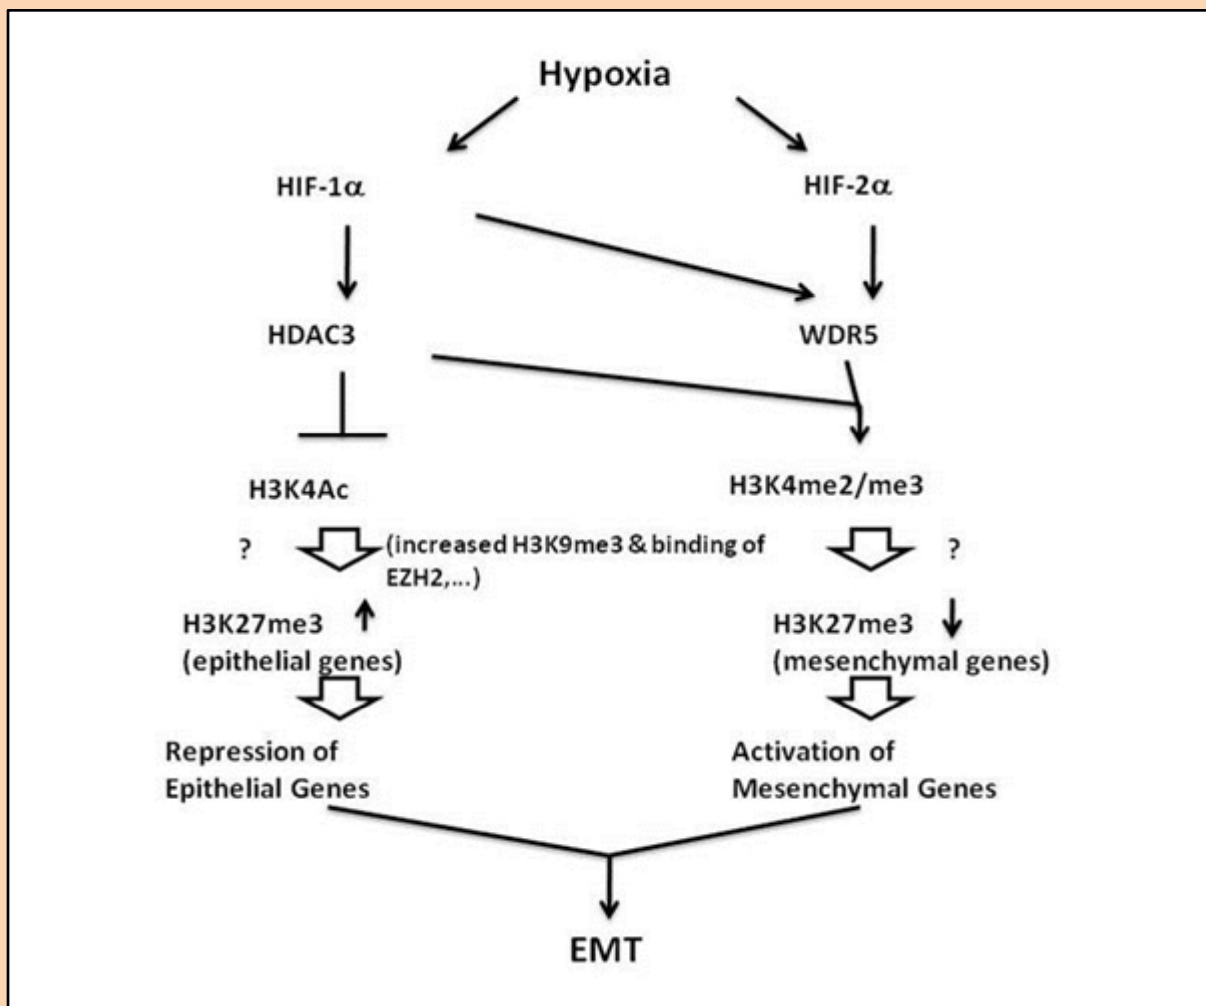 Hypoxia
HIF-1α
HIF-2α
HDAC3
WDR5
H3K4Ac
H3K4me2/me3
?
(increased H3K9me3 & binding of
EZH2,...)
?
H3K27me3
(epithelial genes)
H3K27me3
(mesenchymal genes)
Repression of
Epithelial Genes
Activation of
Mesenchymal Genes
EMT